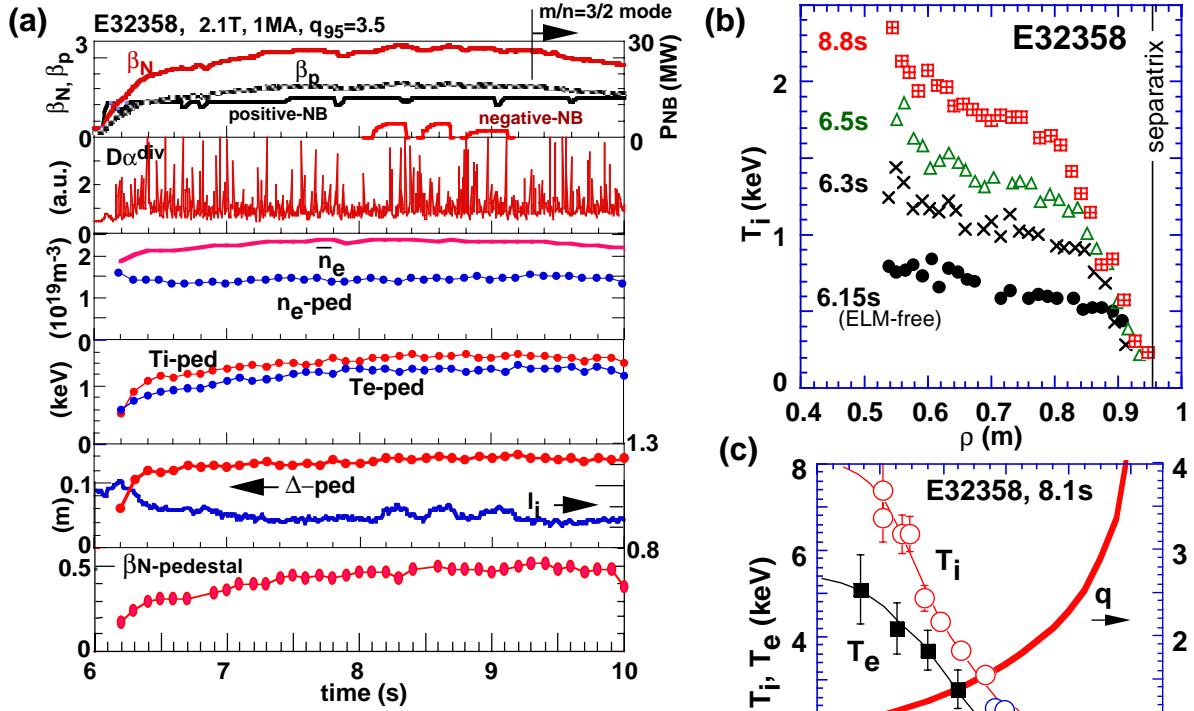 (a)
E32358, 2.1T, 1MA, q95=3.5
m/n=3/2 mode
3
30
βN
βp
βN, βp
PNB (MW)
positive-NB
negative-NB
0
0
Dα div
2
(a.u.)
0
2
n̅e
1
ne-ped
(10^19m-3)
0
Ti-ped
1
Te-ped
(keV)
0
1.3
0.1
Δ-ped
li
(m)
0
0.8
0.5
βN-pedestal
0
6 7 8 9 10
time (s)
(b)
E32358
8.8s
2
6.5s
6.3s
1
6.15s
(ELM-free)
Ti (keV)
separatrix
0
0.4 0.5 0.6 0.7 0.8 0.9 1
ρ (m)
(c)
8
4
E32358, 8.1s
6
3
Ti
q
4
2
Te
Ti, Te (keV)